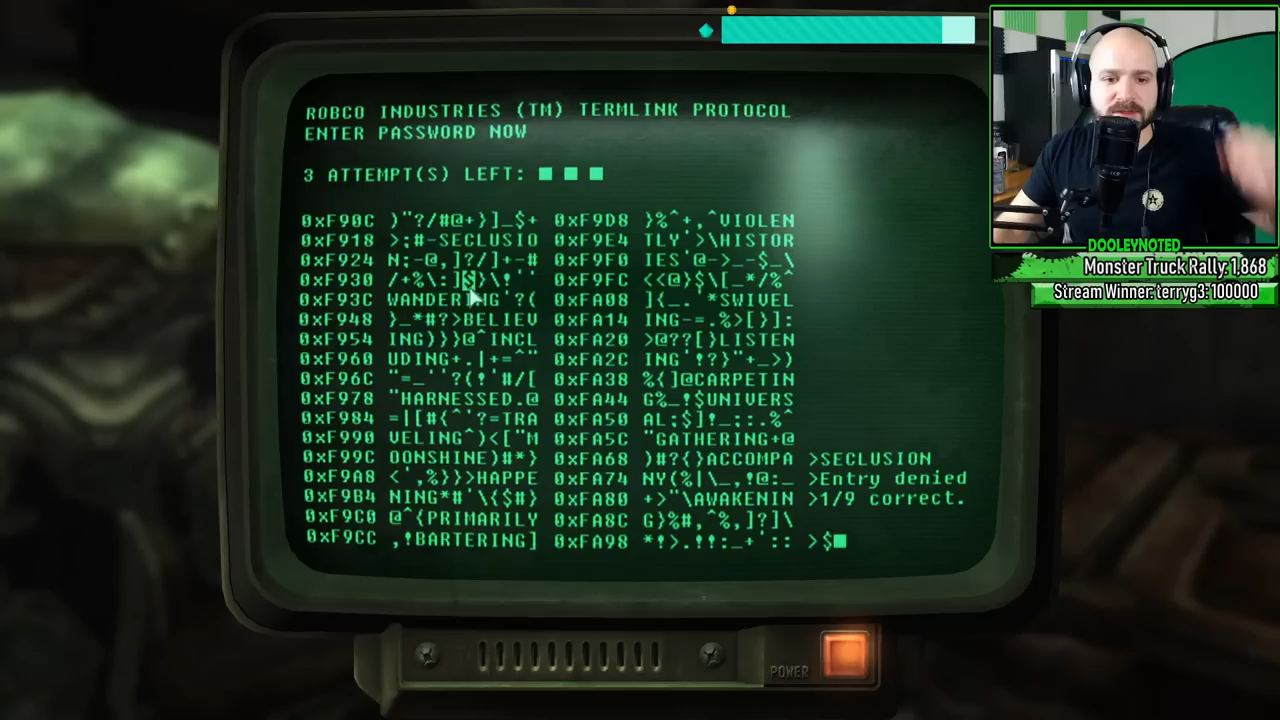 ROBCO INDUSTRIES (TM) TERMLINK PROTOCOL
ENTER PASSWORD NOW
3 ATTEMPT(S) LEFT: ■ ■ ■
0xF90C )"?/#@+}]_$+ 0xF9D8 }%^+,^VIOLEN
0xF918 >;#-SECLUSIO 0xF9E4 TLY'>\HISTOR
0xF924 N;-@,]?/]+-# 0xF9F0 IES'@->_-$_\
0xF930 /+%\:]$}\!'' 0xF9FC <<@}$\[_*/%^
0xF93C WANDERING'?( 0xFA08 ]{_.'*SWIVEL
0xF948 }_*#?>BELIEV 0xFA14 ING-=.%>[}]:
0xF954 ING)}}@^INCL 0xFA20 >@??[}LISTEN
0xF960 UDING+.|+=^" 0xFA2C ING'!?}"+_>)
0xF96C "=_''?(!'#/[ 0xFA38 %{]@CARPETIN
0xF978 "HARNESSED.@ 0xFA44 G%_!$UNIVERS
0xF984 =|[#{^'?=TRA 0xFA50 AL;$]!_;:.%^
0xF990 VELING^)<["M 0xFA5C "GATHERING+@
0xF99C OONSHINE)#*} 0xFA68 )#?{}ACCOMPA >SECLUSION
0xF9A8 <',%}}>HAPPE 0xFA74 NY(%|\_,!@:_ >Entry denied
0xF9B4 NING*#'\{$#} 0xFA80 +>"\AWAKENIN >1/9 correct.
0xF9C0 @^{PRIMARILY 0xFA8C G}%#,^%,]?]\
0xF9CC ,!BARTERING] 0xFA98 *!>.!!:_+':: >$■
POWER
DOOLEYNOTED
Monster Truck Rally: 1,868
Stream Winner: terryg3: 100000